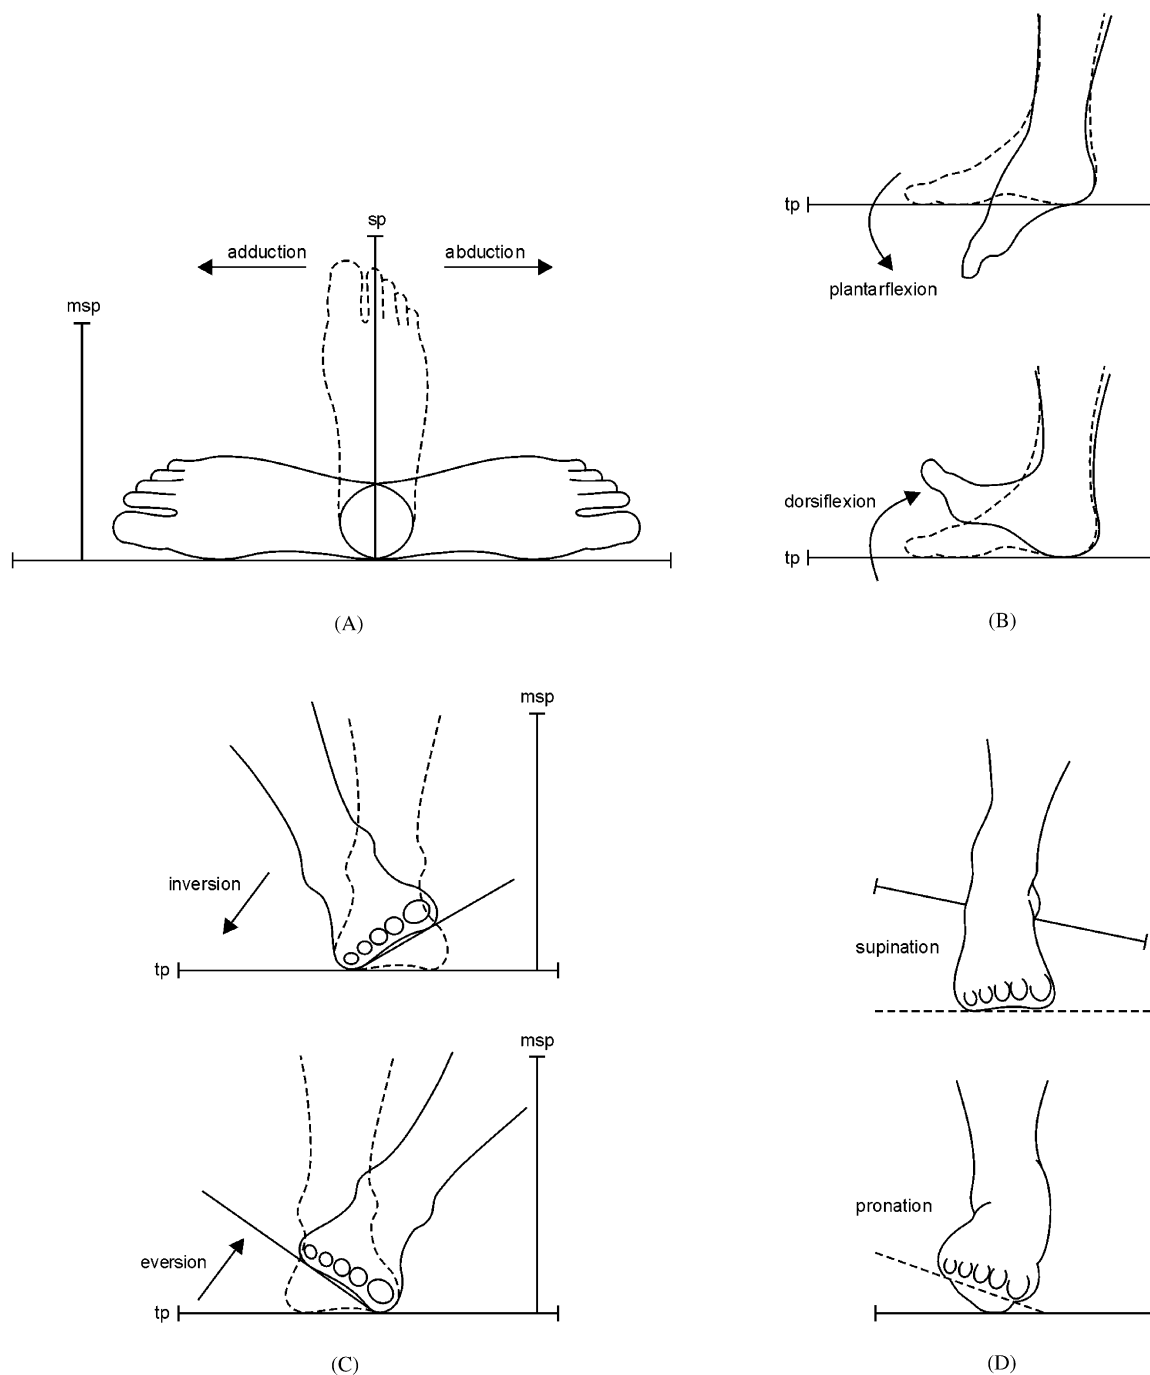 sp
adduction
abduction
msp
(A)
tp
plantarflexion
dorsiflexion
tp
(B)
msp
inversion
tp
msp
eversion
tp
(C)
supination
pronation
(D)